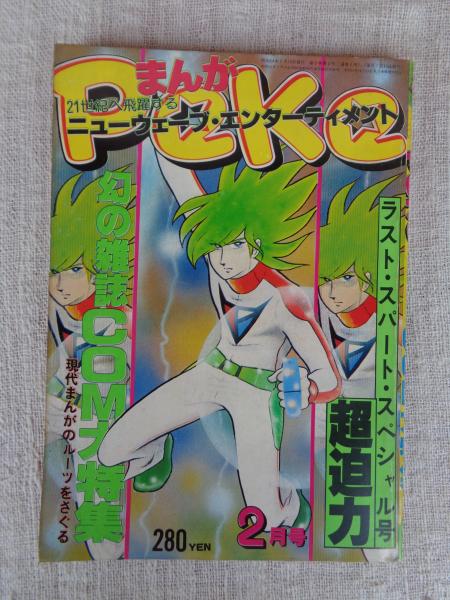 まんが
Peke
21世紀へ飛躍する
ニューウェーブ・エンターティメント
ラスト・スパート・スペシャル号
超迫力
幻の雑誌COM大特集
現代まんがのルーツをさぐる
280 YEN
2月号